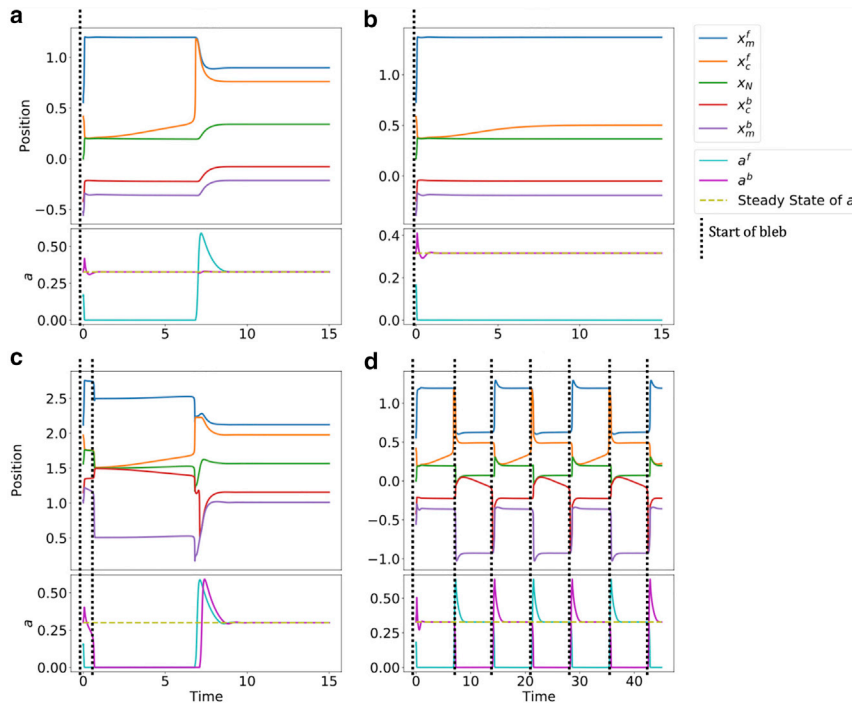 a
1.0
0.5
0.0
−0.5
Position
0.50
0.25
0.00
a
0
5
10
15
b
1.0
0.5
0.0
0.4
0.2
0.0
0
5
10
15
x_m^f
x_c^f
x_N
x_c^b
x_m^b
a^f
a^b
Steady State of a
Start of bleb
c
2.5
2.0
1.5
1.0
0.5
Position
0.50
0.25
0.00
a
0
5
10
15
Time
d
1.0
0.5
0.0
−0.5
−1.0
0.50
0.25
0.00
0
10
20
30
40
Time